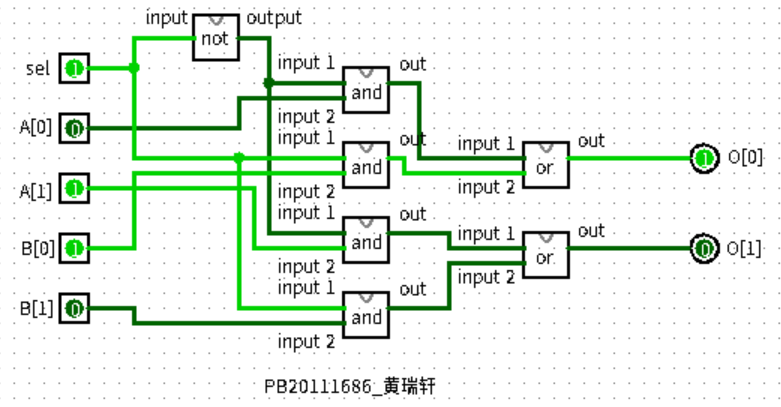 input output
not
sel
input 1 out
and
A[0]
input 2
input 1 out
and
input 1 out
or
O[0]
A[1]
input 2
input 2
input 1 out
and
B[0]
input 1 out
or
O[1]
input 2
input 2
input 1 out
and
B[1]
input 2
PB20111686_黄瑞轩
1
0
1
1
0
1
0